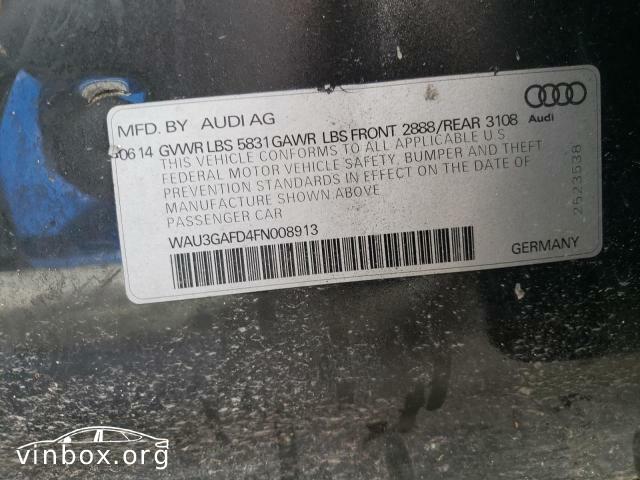 MFD. BY AUDI AG
Audi
0614 GVWR LBS 5831 GAWR LBS FRONT 2888/REAR 3108
THIS VEHICLE CONFORMS TO ALL APPLICABLE U.S
FEDERAL MOTOR VEHICLE SAFETY, BUMPER AND THEFT
PREVENTION STANDARDS IN EFFECT ON THE DATE OF
MANUFACTURE SHOWN ABOVE
PASSENGER CAR
2523538
WAU3GAFD4FN008913
GERMANY
vinbox.org